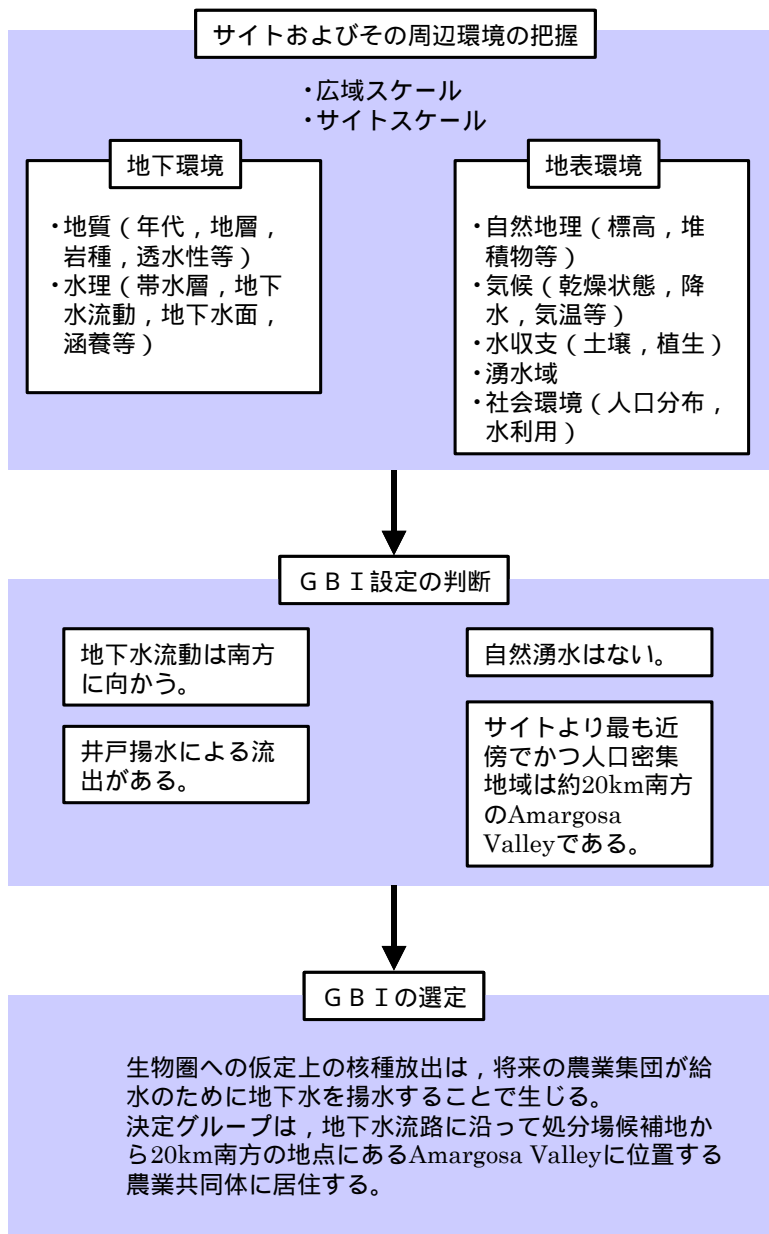 サイトおよびその周辺環境の把握
・広域スケール
・サイトスケール
地下環境
・地質（年代，地層，
岩種，透水性等）
・水理（帯水層，地下
水流動，地下水面，
涵養等）
地表環境
・自然地理（標高，堆
積物等）
・気候（乾燥状態，降
水，気温等）
・水収支（土壌，植生）
・湧水域
・社会環境（人口分布，
水利用）
ＧＢＩ設定の判断
地下水流動は南方
に向かう。
井戸揚水による流
出がある。
自然湧水はない。
サイトより最も近
傍でかつ人口密集
地域は約20km南方
のAmargosa
Valleyである。
ＧＢＩの選定
生物圏への仮定上の核種放出は，将来の農業集団が給
水のために地下水を揚水することで生じる。
決定グループは，地下水流路に沿って処分場候補地か
ら20km南方の地点にあるAmargosa Valleyに位置する
農業共同体に居住する。